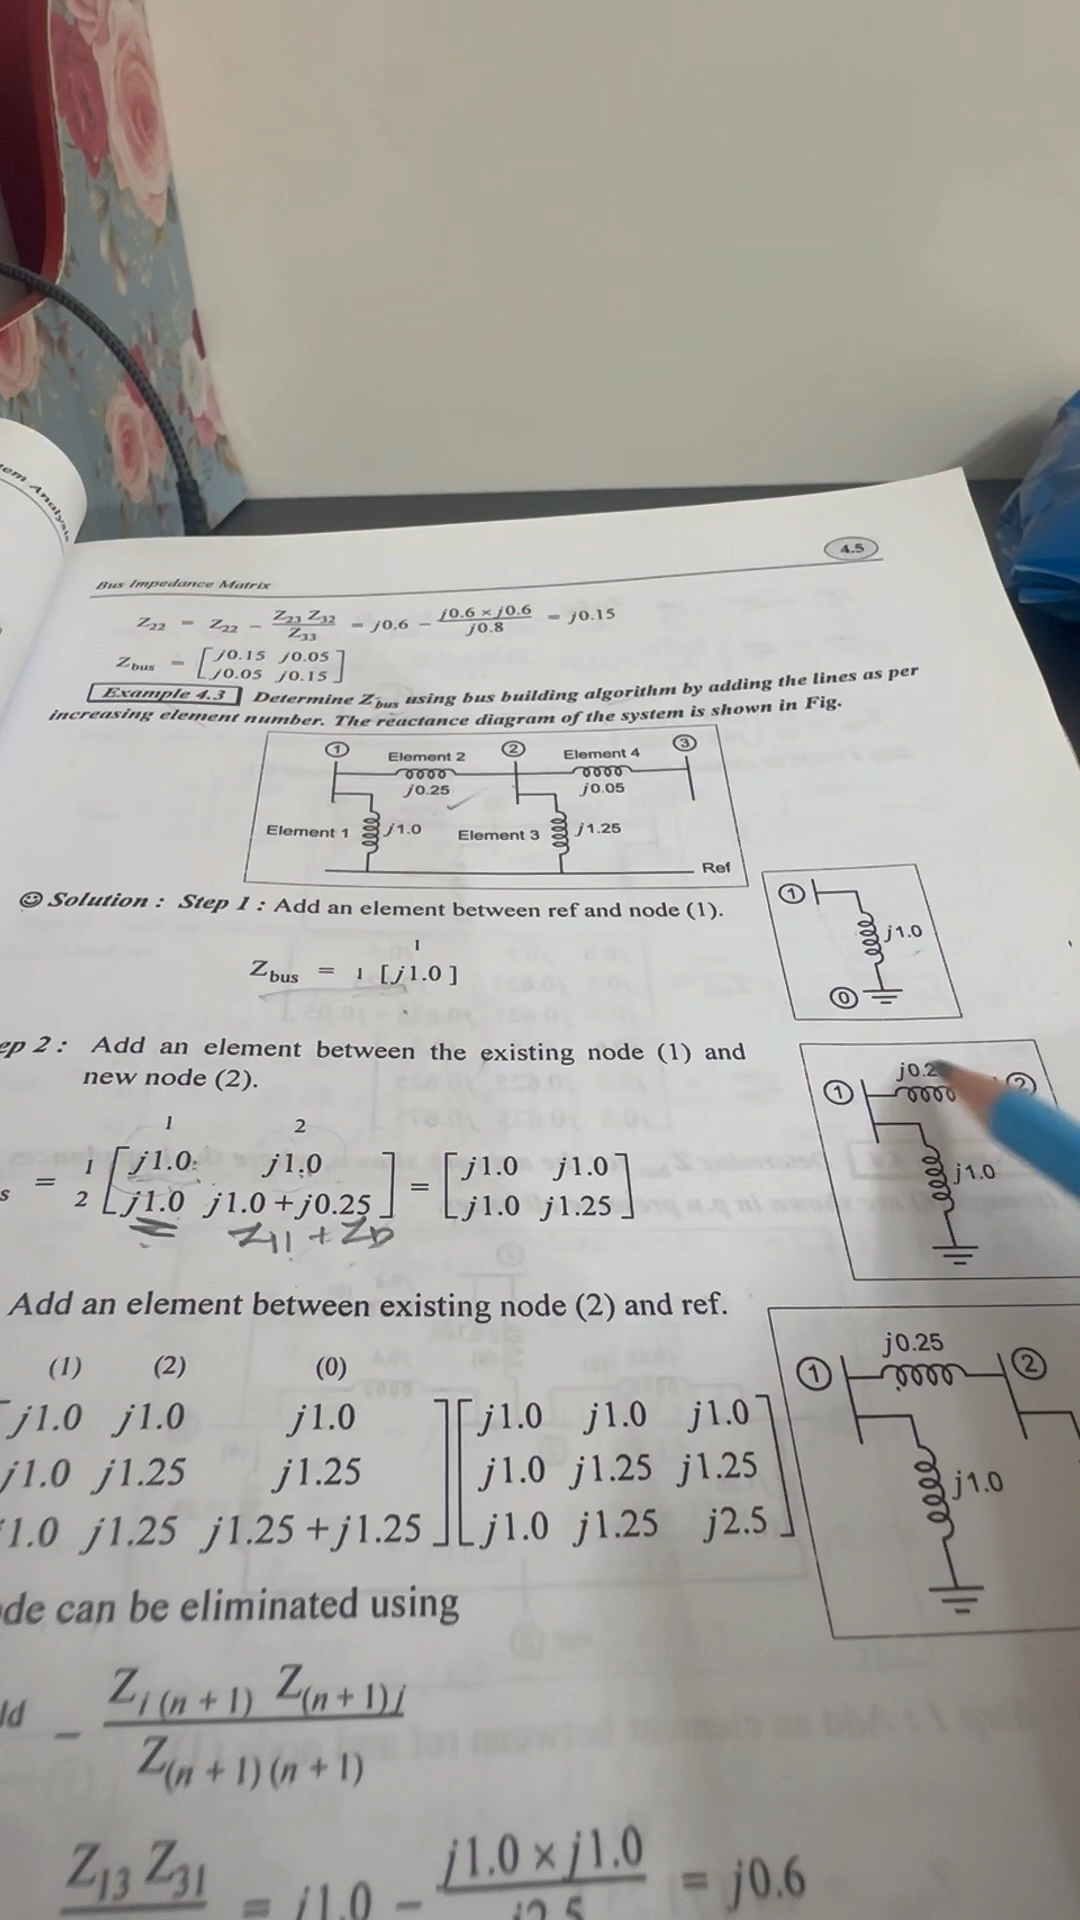 4.5
Bus Impedance Matrix
Z22 = Z22 − Z23 Z32 / Z33 = j0.6 − j0.6 × j0.6 / j0.8 = j0.15
Zbus = [ j0.15 j0.05
j0.05 j0.15 ]
Example 4.3 Determine Zbus using bus building algorithm by adding the lines as per
increasing element number. The reactance diagram of the system is shown in Fig.
1 Element 2 2 Element 4 3
j0.25 j0.05
Element 1 j1.0 Element 3 j1.25
Ref
Solution : Step 1 : Add an element between ref and node (1).
1
Zbus = 1 [ j1.0 ]
1
j1.0
0
ep 2 : Add an element between the existing node (1) and
new node (2).
1 2
s = 1 [ j1.0 j1.0 ] = [ j1.0 j1.0 ]
2 [ j1.0 j1.0 + j0.25 ] [ j1.0 j1.25 ]
Z11 + Zb
j0.2
1 2
j1.0
Add an element between existing node (2) and ref.
(1) (2) (0)
j1.0 j1.0 j1.0 ] [ j1.0 j1.0 j1.0 ]
j1.0 j1.25 j1.25 j1.0 j1.25 j1.25
1.0 j1.25 j1.25 + j1.25 ] [ j1.0 j1.25 j2.5 ]
j0.25
1 2
j1.0
de can be eliminated using
ld − Zi (n + 1) Z(n + 1) j / Z(n + 1) (n + 1)
Z13 Z31 = j1.0 − j1.0 × j1.0 / j2.5 = j0.6